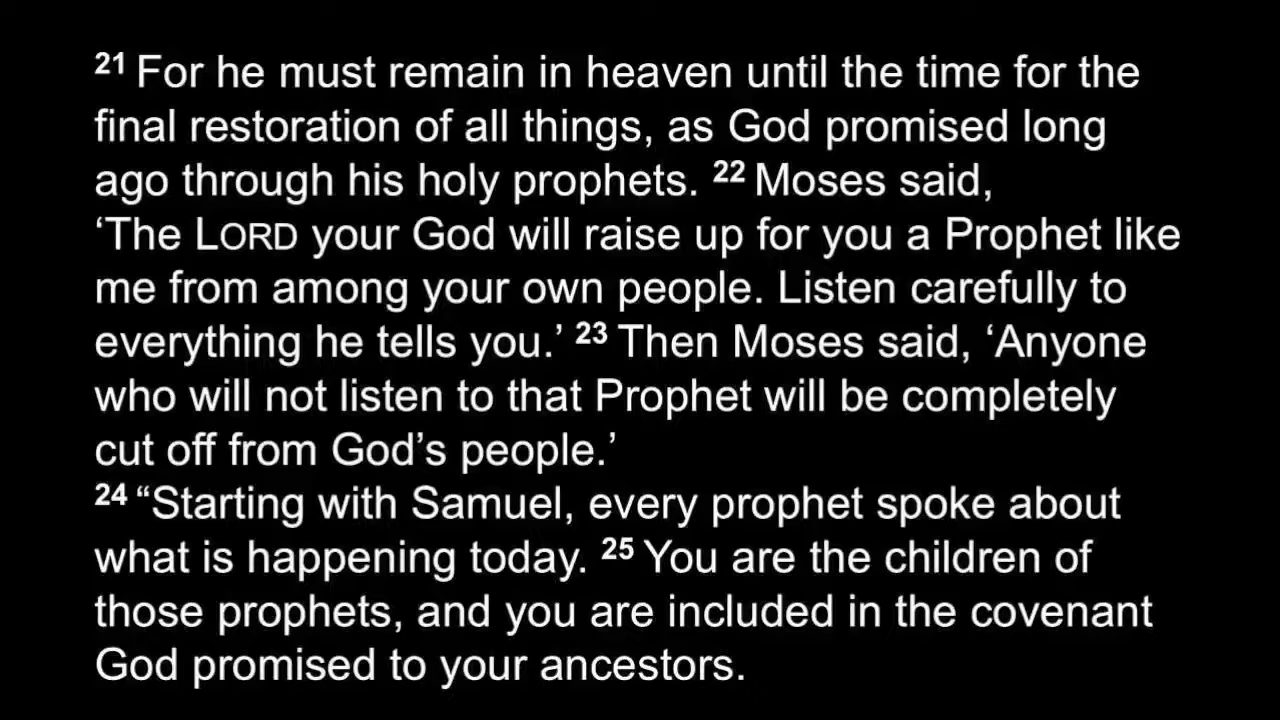 21 For he must remain in heaven until the time for the
final restoration of all things, as God promised long
ago through his holy prophets. 22 Moses said,
‘The LORD your God will raise up for you a Prophet like
me from among your own people. Listen carefully to
everything he tells you.’ 23 Then Moses said, ‘Anyone
who will not listen to that Prophet will be completely
cut off from God’s people.’
24 “Starting with Samuel, every prophet spoke about
what is happening today. 25 You are the children of
those prophets, and you are included in the covenant
God promised to your ancestors.